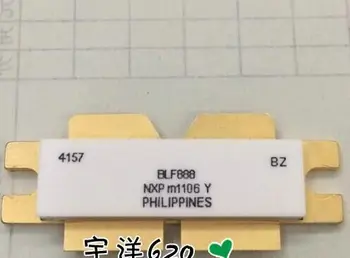 4157
BZ
BLF888
NXP m1106 Y
PHILIPPINES
宇洋620